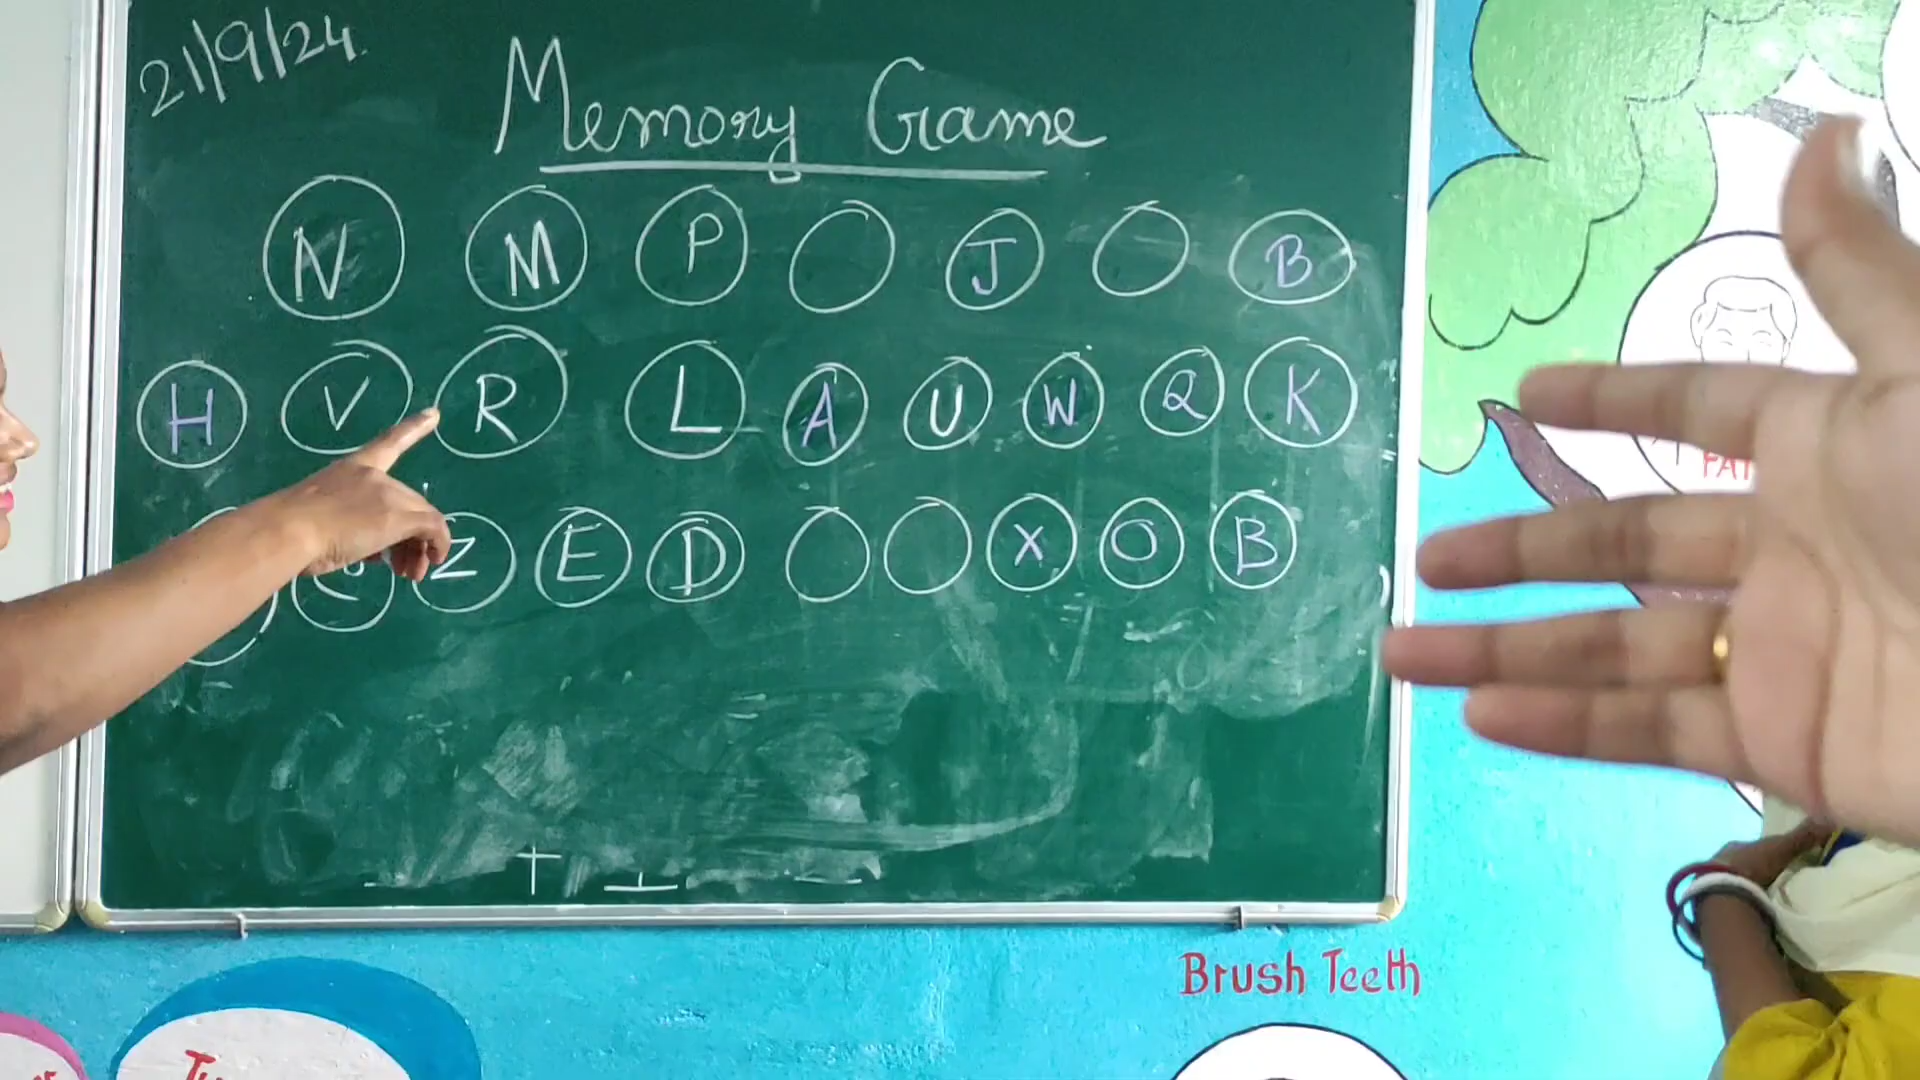 21/9/24
Memory Game
N M P J B
H V R L A U W Q K
Z E D X O B
Brush Teeth